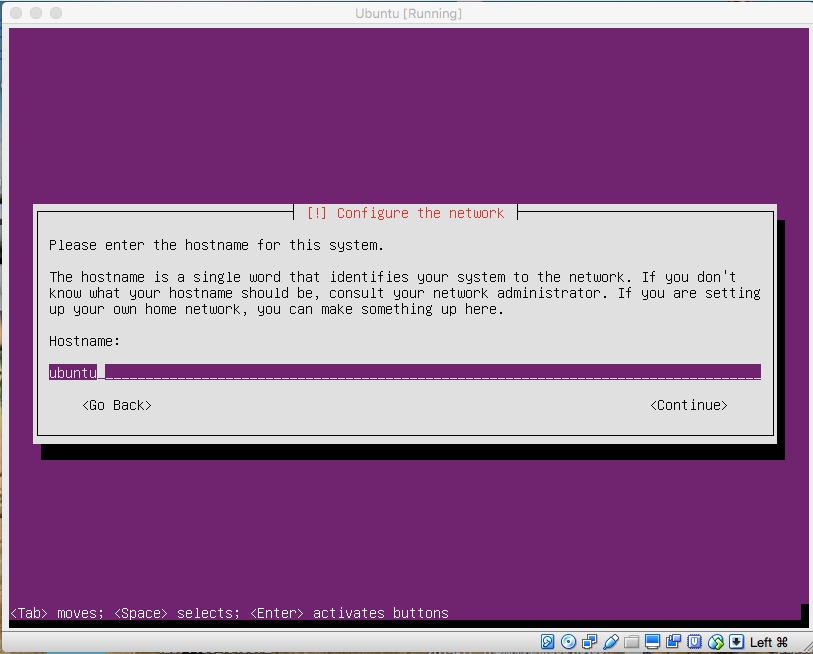 Ubuntu [Running]
[!] Configure the network
Please enter the hostname for this system.
The hostname is a single word that identifies your system to the network. If you don't
know what your hostname should be, consult your network administrator. If you are setting
up your own home network, you can make something up here.
Hostname:
ubuntu
<Go Back> <Continue>
<Tab> moves; <Space> selects; <Enter> activates buttons
Left ⌘